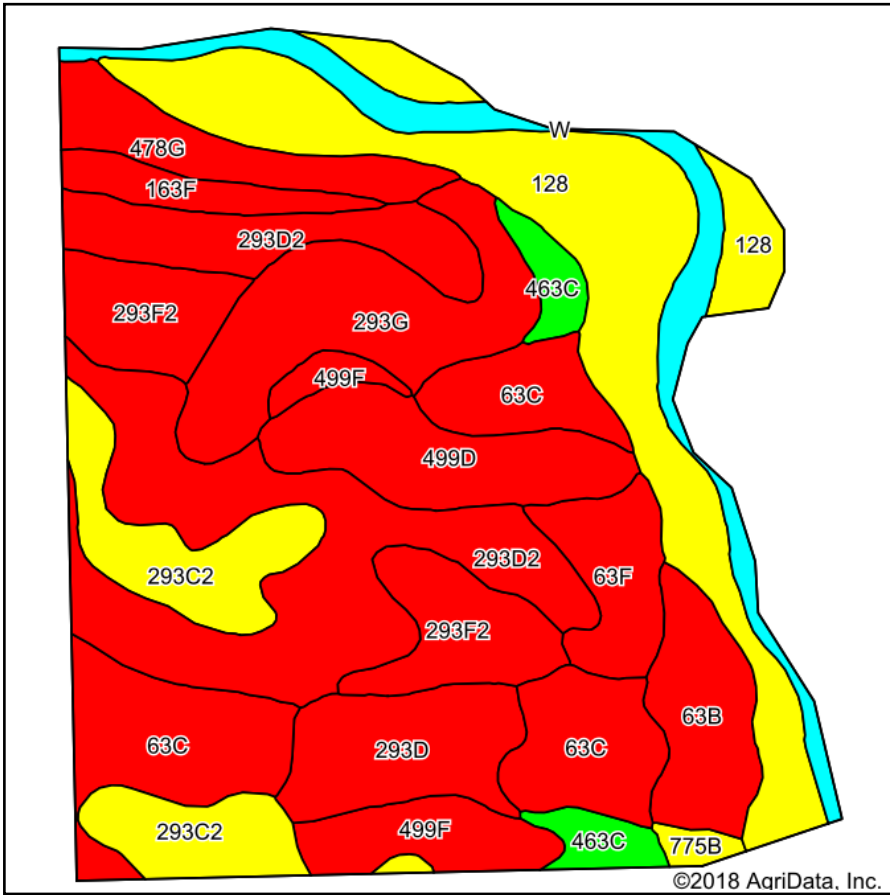 W
478G
128
163F
293D2
128
463C
293F2
293G
499F
63C
499D
293D2
293C2
63F
293F2
63B
63C
293D
63C
293C2
499F
463C
775B
©2018 AgriData, Inc.